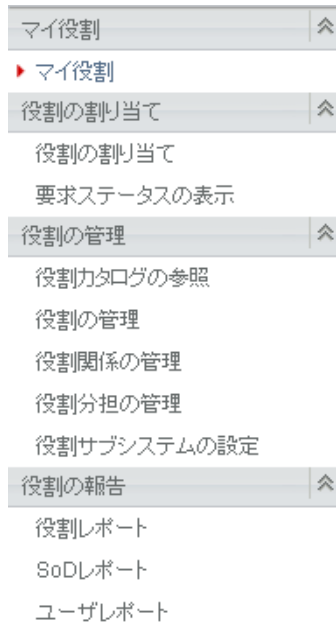 マイ役割
マイ役割
役割の割り当て
役割の割り当て
要求ステータスの表示
役割の管理
役割カタログの参照
役割の管理
役割関係の管理
役割分担の管理
役割サブシステムの設定
役割の報告
役割レポート
SoDレポート
ユーザレポート